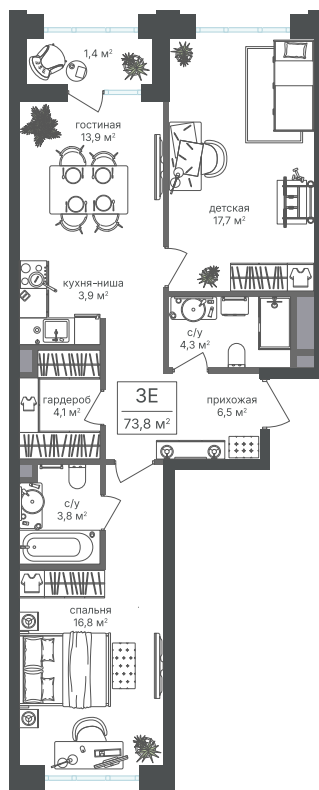 1,4 м²
гостиная
13,9 м²
детская
17,7 м²
кухня-ниша
3,9 м²
с/у
4,3 м²
гардероб
4,1 м²
3Е
73,8 м²
прихожая
6,5 м²
с/у
3,8 м²
спальня
16,8 м²